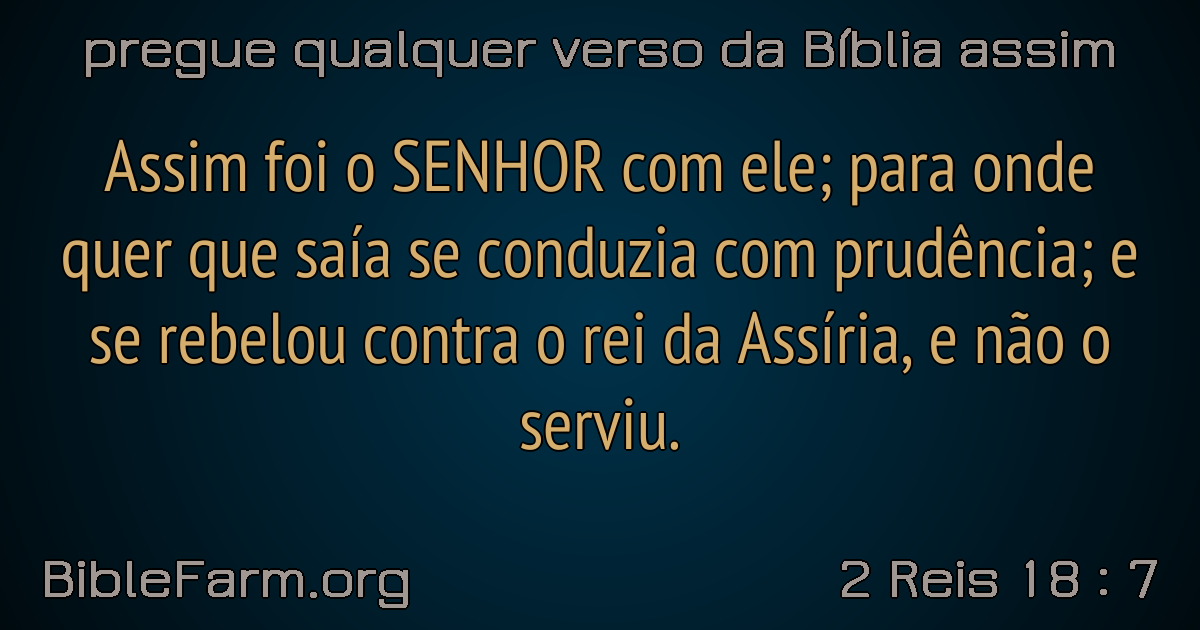 pregue qualquer verso da Bíblia assim
Assim foi o SENHOR com ele; para onde
quer que saía se conduzia com prudência; e
se rebelou contra o rei da Assíria, e não o
serviu.
BibleFarm.org
2 Reis 18 : 7